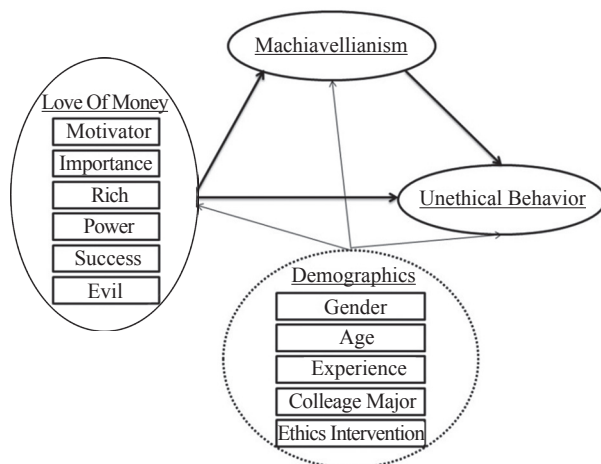 Machiavellianism
Love Of Money
Motivator
Importance
Rich
Power
Success
Evil
Unethical Behavior
Demographics
Gender
Age
Experience
Colleage Major
Ethics Intervention